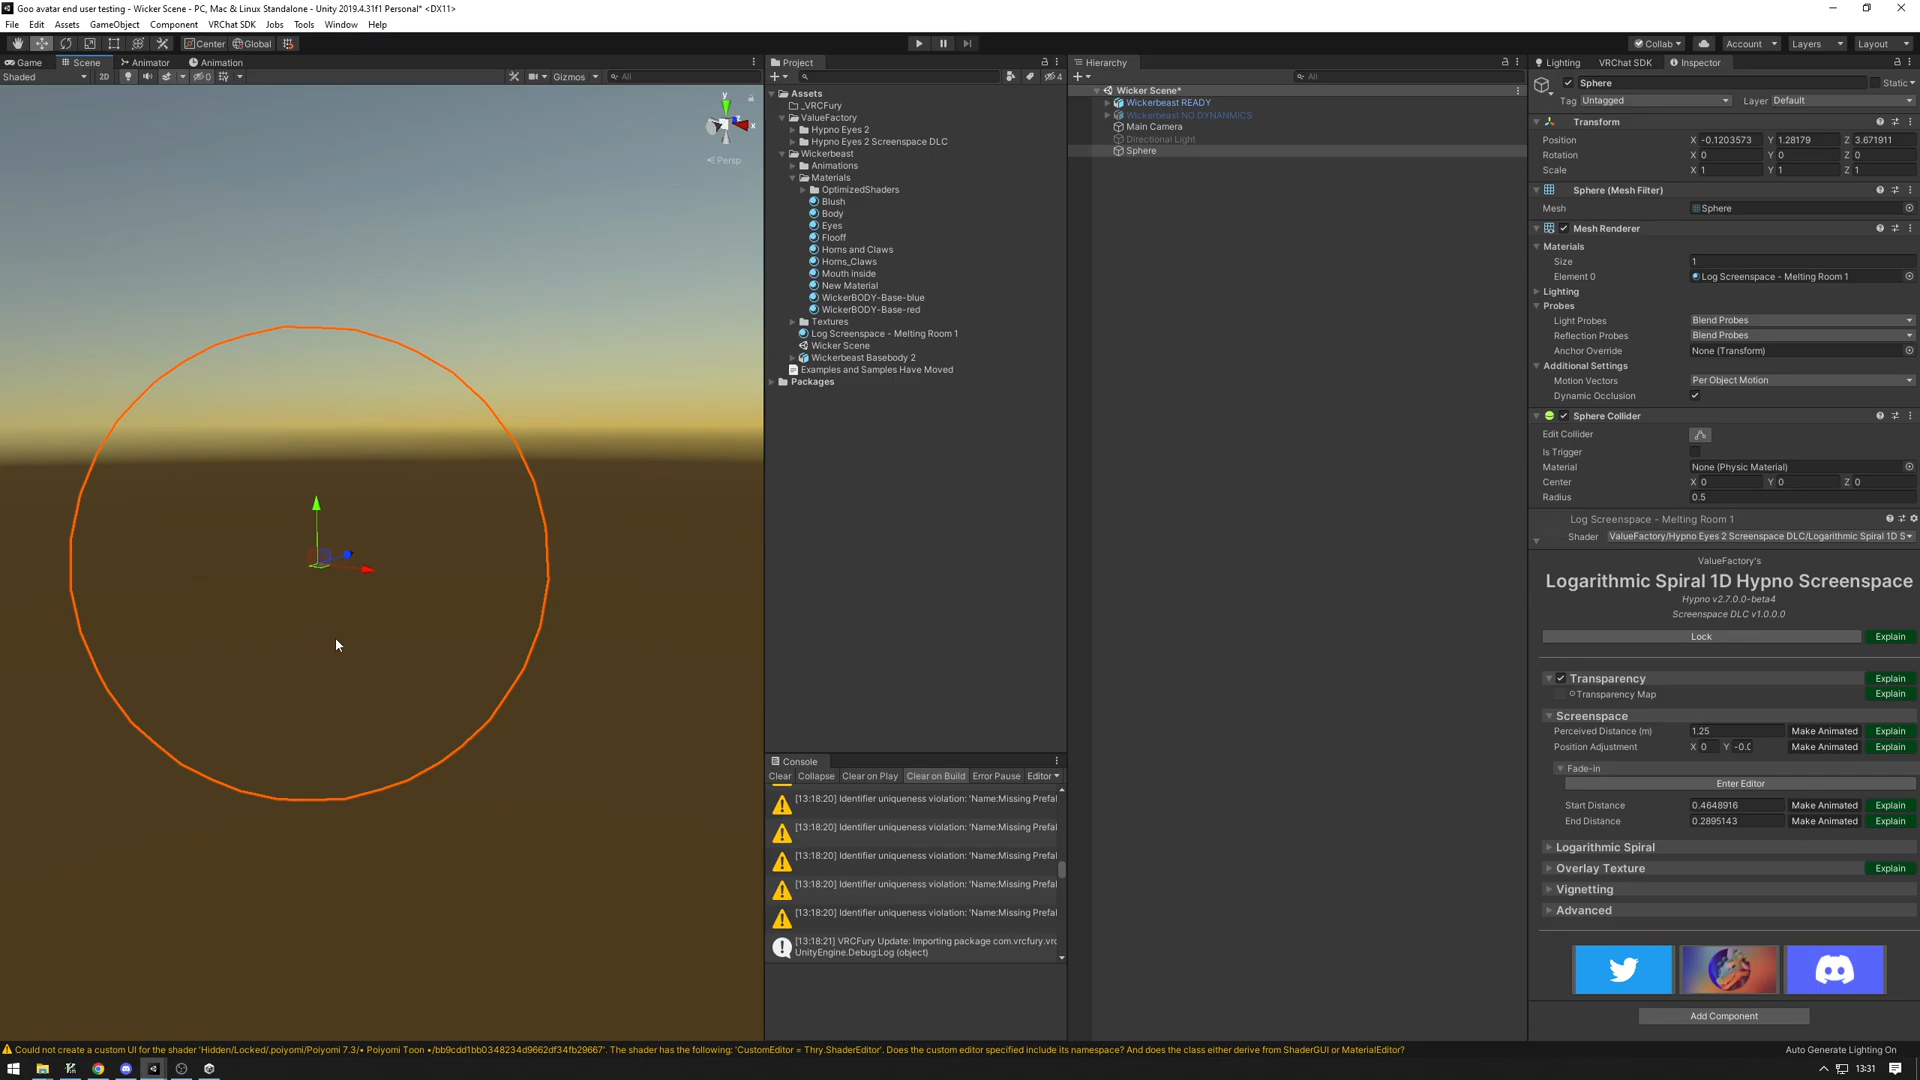 Goo avatar end user testing - Wicker Scene - PC, Mac & Linux Standalone - Unity 2019.4.31f1 Personal* <DX11>
File Edit Assets GameObject Component VRChat SDK Jobs Tools Window Help
Center Global
Collab Account Layers Layout
Game Scene Animator Animation
Shaded 2D 0 Gizmos All
y
x
Persp
Project
4
Assets
_VRCFury
ValueFactory
Hypno Eyes 2
Hypno Eyes 2 Screenspace DLC
Wickerbeast
Animations
Materials
OptimizedShaders
Blush
Body
Eyes
Flooff
Horns and Claws
Horns_Claws
Mouth inside
New Material
WickerBODY-Base-blue
WickerBODY-Base-red
Textures
Log Screenspace - Melting Room 1
Wicker Scene
Wickerbeast Basebody 2
Examples and Samples Have Moved
Packages
Console
Clear Collapse Clear on Play Clear on Build Error Pause Editor
[13:18:20] Identifier uniqueness violation: 'Name:Missing Prefal
[13:18:20] Identifier uniqueness violation: 'Name:Missing Prefal
[13:18:20] Identifier uniqueness violation: 'Name:Missing Prefal
[13:18:20] Identifier uniqueness violation: 'Name:Missing Prefal
[13:18:20] Identifier uniqueness violation: 'Name:Missing Prefal
[13:18:21] VRCFury Update: Importing package com.vrcfury.vrc
UnityEngine.Debug:Log (object)
Hierarchy
All
Wicker Scene*
Wickerbeast READY
Wickerbeast NO DYNANMICS
Main Camera
Directional Light
Sphere
Lighting VRChat SDK Inspector
Sphere Static
Tag Untagged Layer Default
Transform
Position X -0.1203573 Y 1.28179 Z 3.671911
Rotation X 0 Y 0 Z 0
Scale X 1 Y 1 Z 1
Sphere (Mesh Filter)
Mesh Sphere
Mesh Renderer
Materials
Size 1
Element 0 Log Screenspace - Melting Room 1
Lighting
Probes
Light Probes Blend Probes
Reflection Probes Blend Probes
Anchor Override None (Transform)
Additional Settings
Motion Vectors Per Object Motion
Dynamic Occlusion
Sphere Collider
Edit Collider
Is Trigger
Material None (Physic Material)
Center X 0 Y 0 Z 0
Radius 0.5
Log Screenspace - Melting Room 1
Shader ValueFactory/Hypno Eyes 2 Screenspace DLC/Logarithmic Spiral 1D S
ValueFactory's
Logarithmic Spiral 1D Hypno Screenspace
Hypno v2.7.0.0-beta4
Screenspace DLC v1.0.0.0
Lock Explain
Transparency Explain
Transparency Map Explain
Screenspace
Perceived Distance (m) 1.25 Make Animated Explain
Position Adjustment X 0 Y -0.0 Make Animated Explain
Fade-in
Enter Editor
Start Distance 0.4648916 Make Animated Explain
End Distance 0.2895143 Make Animated Explain
Logarithmic Spiral
Overlay Texture Explain
Vignetting
Advanced
Add Component
Could not create a custom UI for the shader 'Hidden/Locked/.poiyomi/Poiyomi 7.3/• Poiyomi Toon •/bb9cdd1bb0348234d9662df34fb29667'. The shader has the following: 'CustomEditor = Thry.ShaderEditor'. Does the custom editor specified include its namespace? And does the class either derive from ShaderGUI or MaterialEditor?
Auto Generate Lighting On
13:31